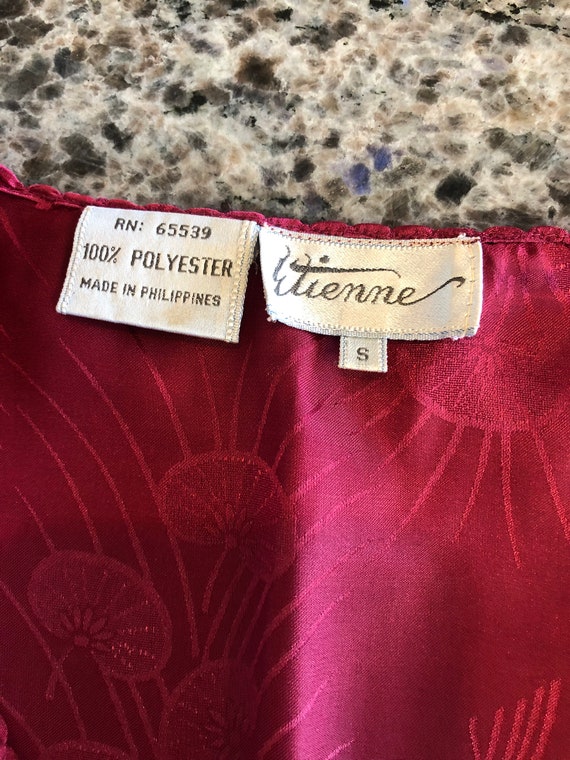 RN: 65539
100% POLYESTER
MADE IN PHILIPPINES
Etienne
S